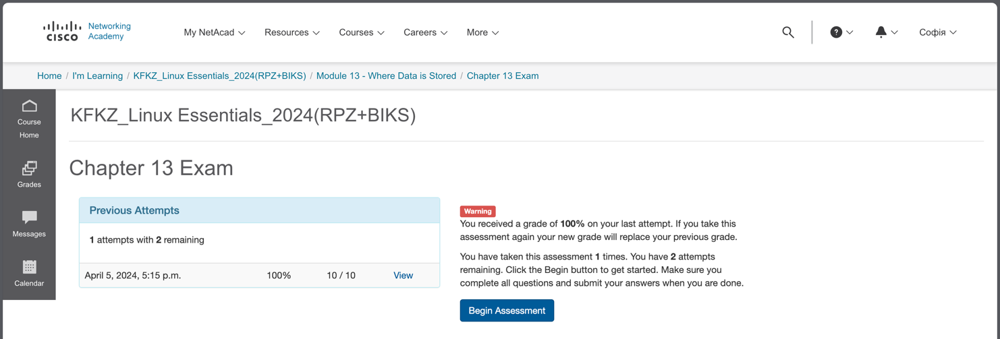 CISCO Networking Academy
My NetAcad
Resources
Courses
Careers
More
?
Софія
Home / I'm Learning / KFKZ_Linux Essentials_2024(RPZ+BIKS) / Module 13 - Where Data is Stored / Chapter 13 Exam
Course
Home
Grades
Messages
Calendar
KFKZ_Linux Essentials_2024(RPZ+BIKS)
Chapter 13 Exam
Previous Attempts
1 attempts with 2 remaining
April 5, 2024, 5:15 p.m. 100% 10 / 10 View
Warning
You received a grade of 100% on your last attempt. If you take this
assessment again your new grade will replace your previous grade.
You have taken this assessment 1 times. You have 2 attempts
remaining. Click the Begin button to get started. Make sure you
complete all questions and submit your answers when you are done.
Begin Assessment